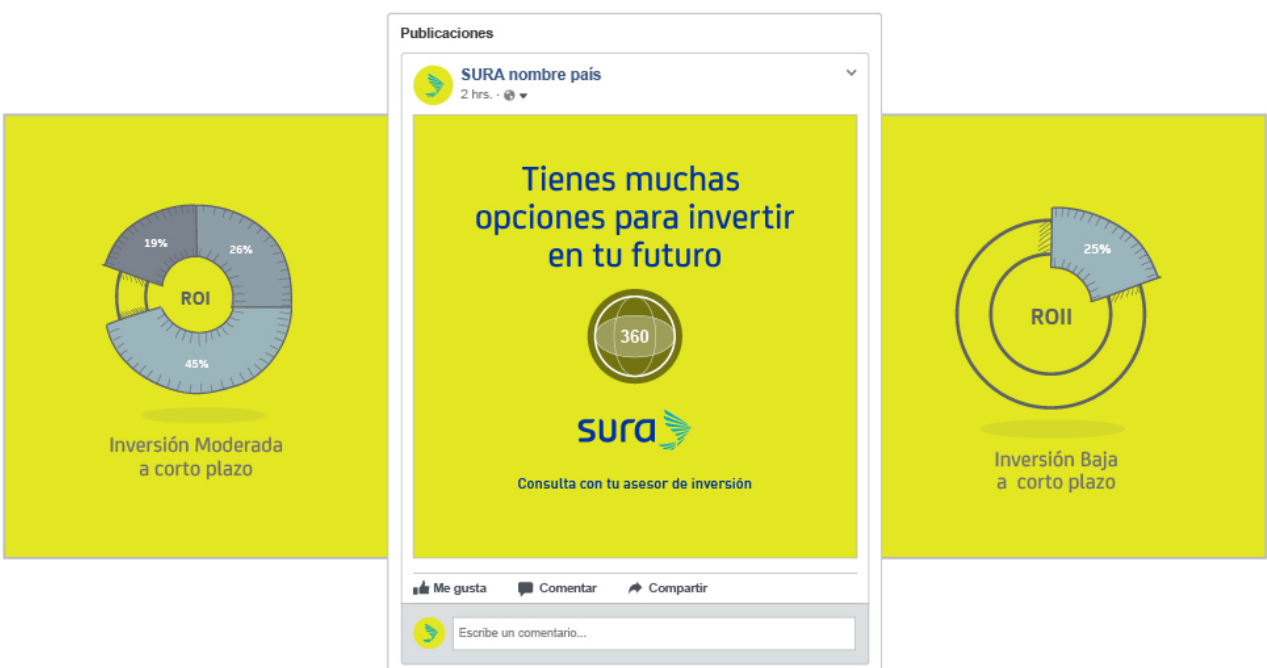 Publicaciones
SURA nombre país
2 hrs.
Tienes muchas
opciones para invertir
en tu futuro
360
sura
Consulta con tu asesor de inversión
Me gusta
Comentar
Compartir
Escribe un comentario...
19%
26%
ROI
45%
Inversión Moderada
a corto plazo
25%
ROII
Inversión Baja
a corto plazo